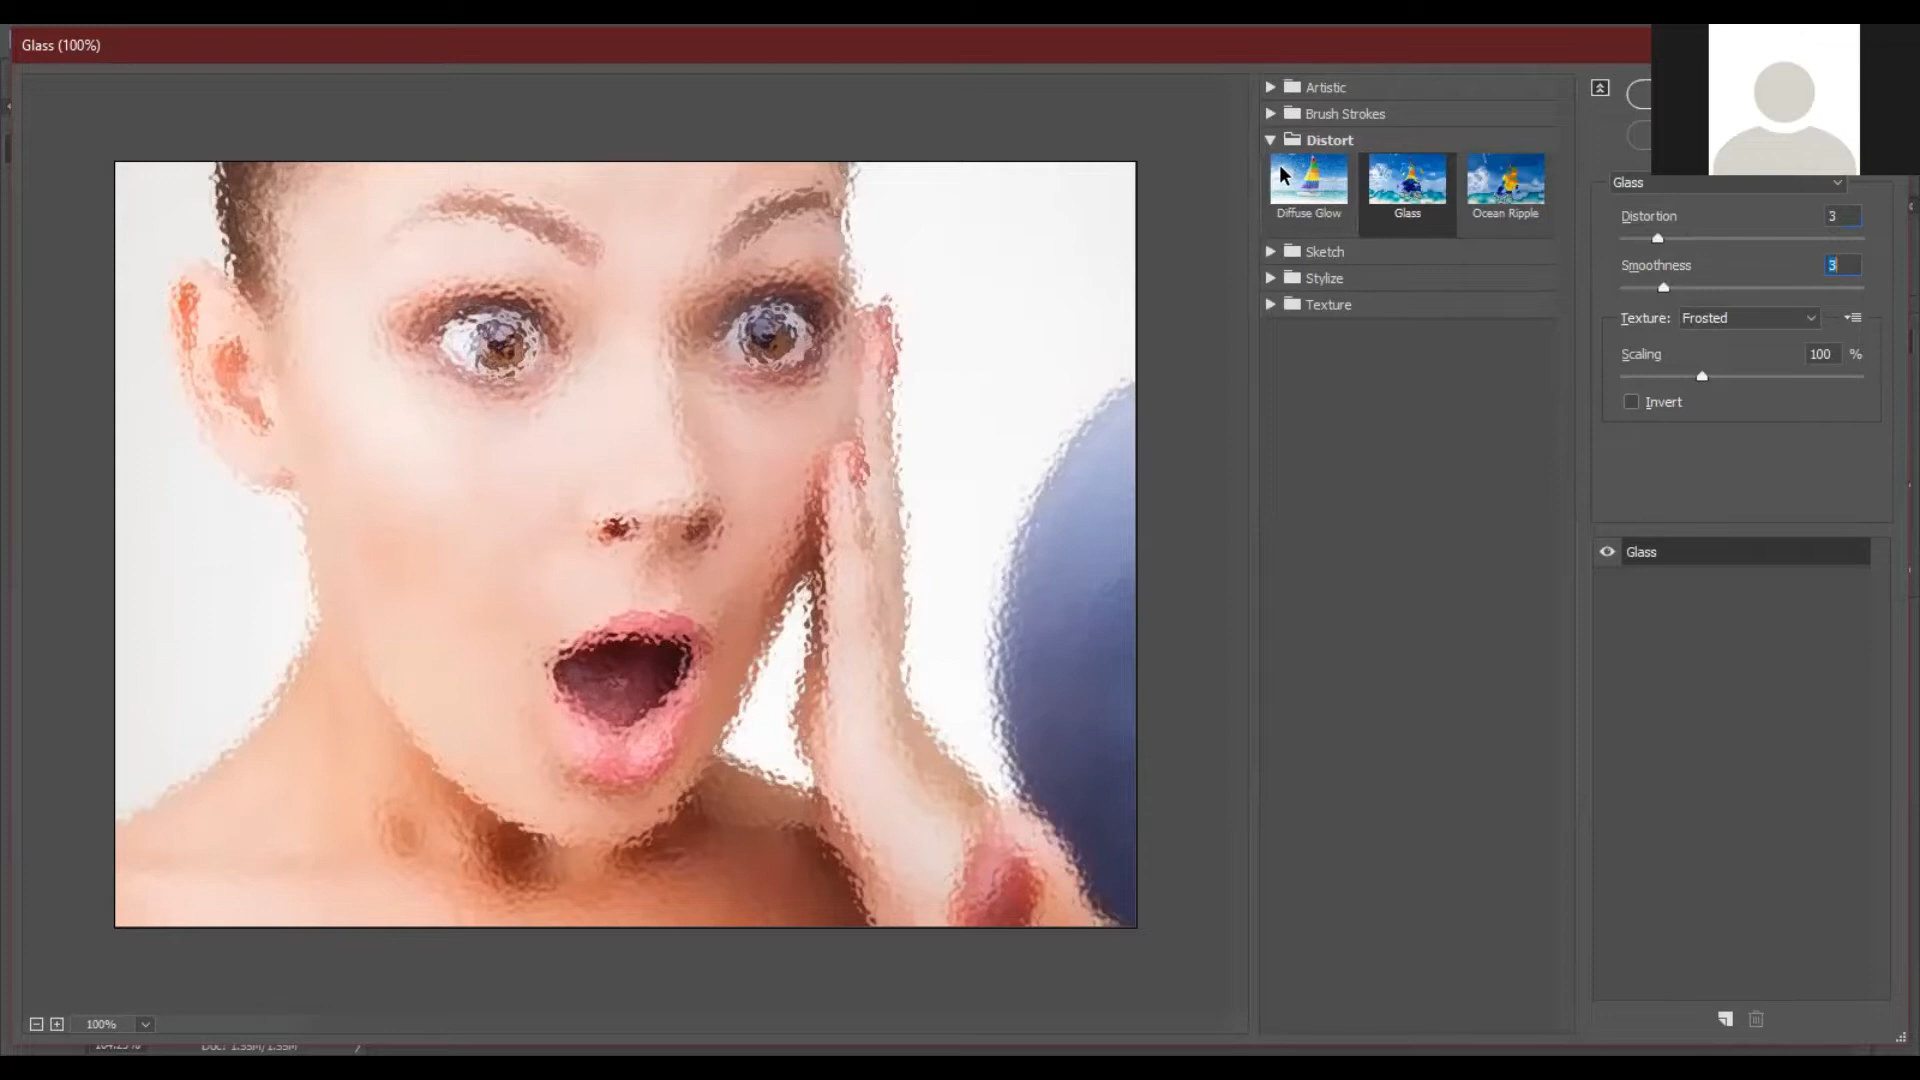 Glass (100%)
Artistic
Brush Strokes
Distort
Diffuse Glow
Glass
Ocean Ripple
Sketch
Stylize
Texture
Glass
Distortion 3
Smoothness 3
Texture: Frosted
Scaling 100 %
Invert
Glass
100%